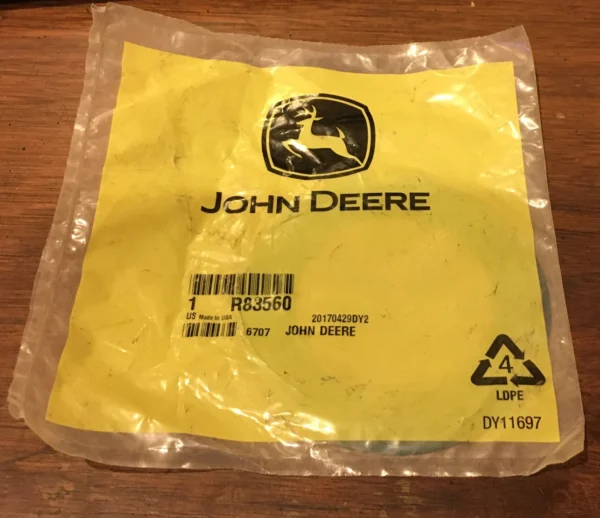 JOHN DEERE
1 R83560
US Made In USA 20170429DY2
6707 JOHN DEERE
4
LDPE
DY11697